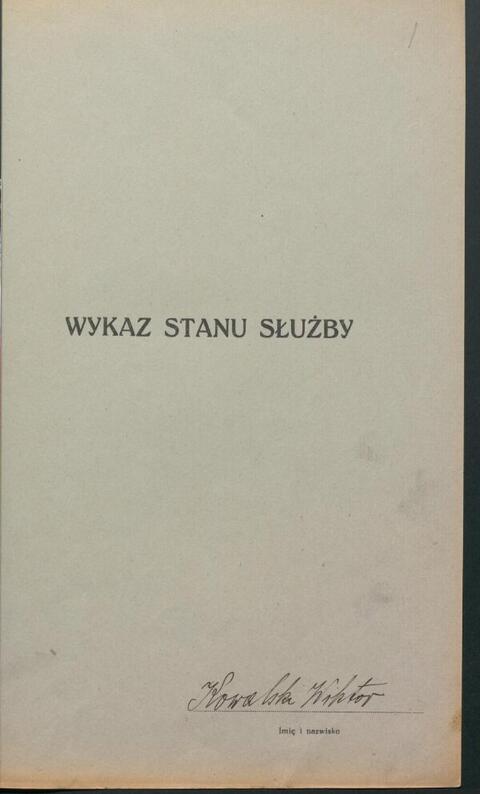 1
WYKAZ STANU SŁUŻBY
Kowalski Wiktor
Imię i nazwisko